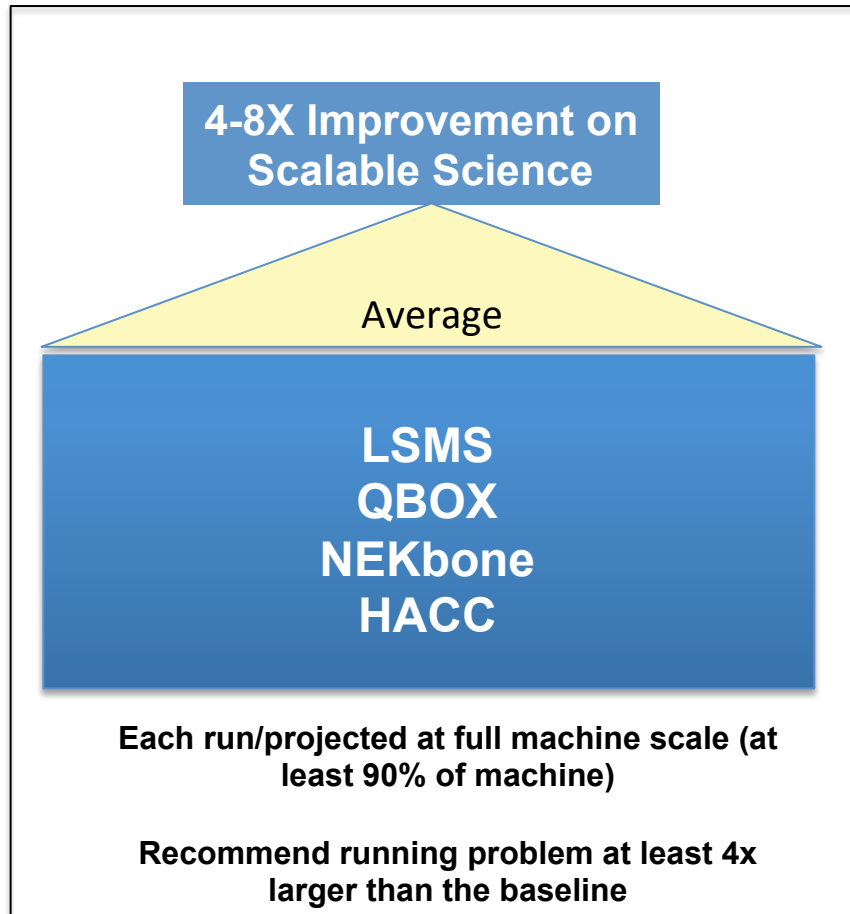 4-8X Improvement on
Scalable Science
Average
LSMS
QBOX
NEKbone
HACC
Each run/projected at full machine scale (at
least 90% of machine)
Recommend running problem at least 4x
larger than the baseline